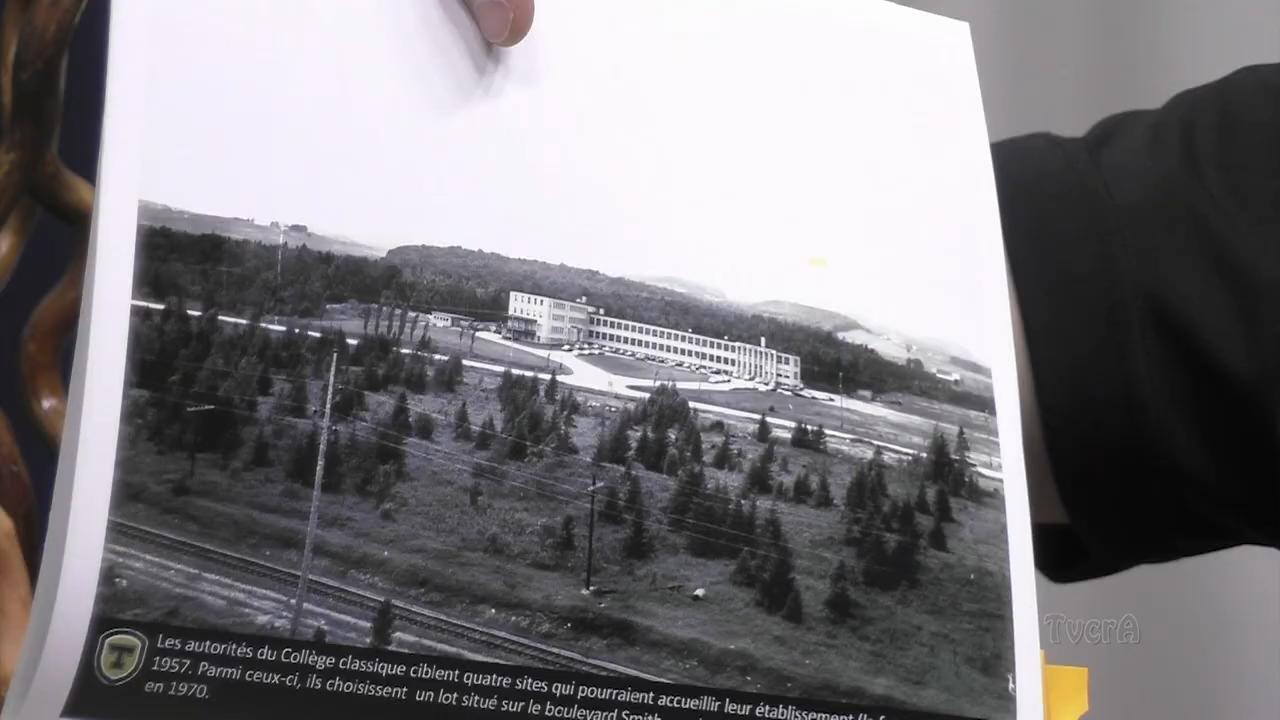 Les autorités du Collège classique ciblent quatre sites qui pourraient accueillir leur établissement
1957. Parmi ceux-ci, ils choisissent un lot situé sur le boulevard Smith
en 1970.
T
TvcrA